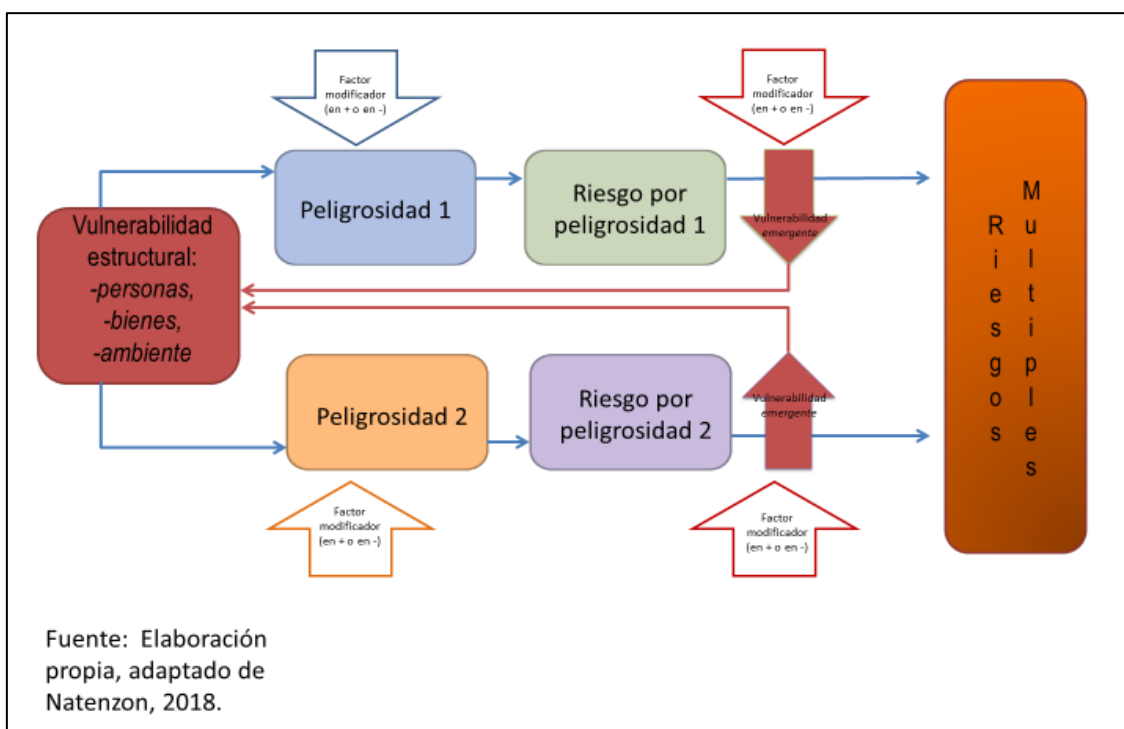 Factor
modificador
(en + o en -)
Factor
modificador
(en + o en -)
Peligrosidad 1
Riesgo por
peligrosidad 1
Vulnerabilidad
emergente
Vulnerabilidad
estructural:
-personas,
-bienes,
-ambiente
Peligrosidad 2
Riesgo por
peligrosidad 2
Vulnerabilidad
emergente
Factor
modificador
(en + o en -)
Factor
modificador
(en + o en -)
Riesgos
Multiples
Fuente: Elaboración
propia, adaptado de
Natenzon, 2018.